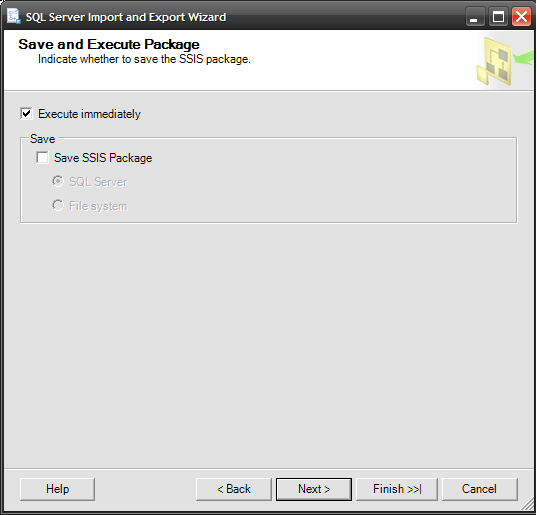 SQL Server Import and Export Wizard
Save and Execute Package
Indicate whether to save the SSIS package.
Execute immediately
Save
Save SSIS Package
SQL Server
File system
Help
< Back
Next >
Finish >>|
Cancel